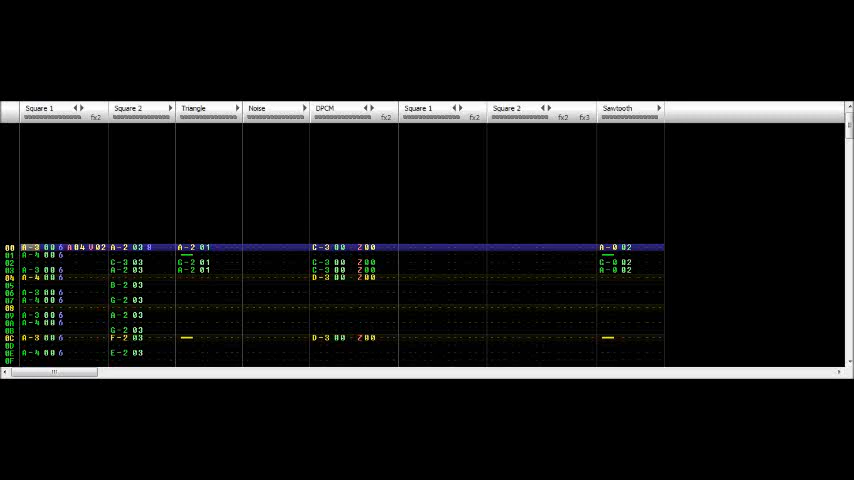 Square 1 Square 2 Triangle Noise DPCM Square 1 Square 2 Sawtooth
fx2 fx2 fx2 fx2 fx3
00 A-3 00 6 A04 V02 A-2 03 8 A-2 01 C-3 00 Z00 A-0 02
01 A-4 00 6
02 C-3 03 G-2 01 C-3 00 Z00 C-0 02
03 A-3 00 6 A-2 03 A-2 01 C-3 00 Z00 A-0 02
04 A-4 00 6 D-3 00 Z00
05 03
06 A-3 00 6
07 A-4 00 6 G-2 03
08
09 A-3 00 6 A-2 03
0A A-4 00 6
0B G-2 03
0C A-3 00 6 F-2 03 D-3 00 Z00
0D
0E A-4 00 6 E-2 03
0F